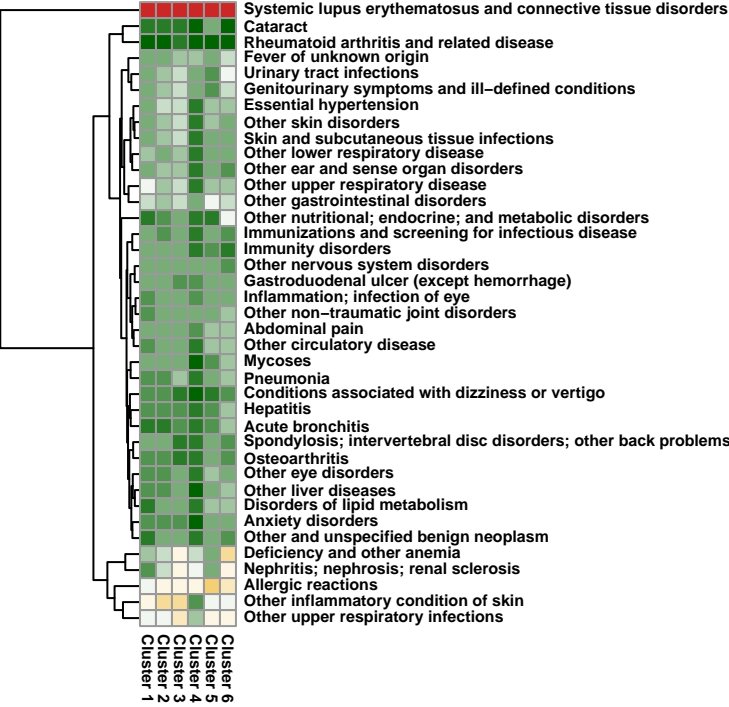 Systemic lupus erythematosus and connective tissue disorders
Cataract
Rheumatoid arthritis and related disease
Fever of unknown origin
Urinary tract infections
Genitourinary symptoms and ill−defined conditions
Essential hypertension
Other skin disorders
Skin and subcutaneous tissue infections
Other lower respiratory disease
Other ear and sense organ disorders
Other upper respiratory disease
Other gastrointestinal disorders
Other nutritional; endocrine; and metabolic disorders
Immunizations and screening for infectious disease
Immunity disorders
Other nervous system disorders
Gastroduodenal ulcer (except hemorrhage)
Inflammation; infection of eye
Other non−traumatic joint disorders
Abdominal pain
Other circulatory disease
Mycoses
Pneumonia
Conditions associated with dizziness or vertigo
Hepatitis
Acute bronchitis
Spondylosis; intervertebral disc disorders; other back problems
Osteoarthritis
Other eye disorders
Other liver diseases
Disorders of lipid metabolism
Anxiety disorders
Other and unspecified benign neoplasm
Deficiency and other anemia
Nephritis; nephrosis; renal sclerosis
Allergic reactions
Other inflammatory condition of skin
Other upper respiratory infections
Cluster 1
Cluster 2
Cluster 3
Cluster 4
Cluster 5
Cluster 6